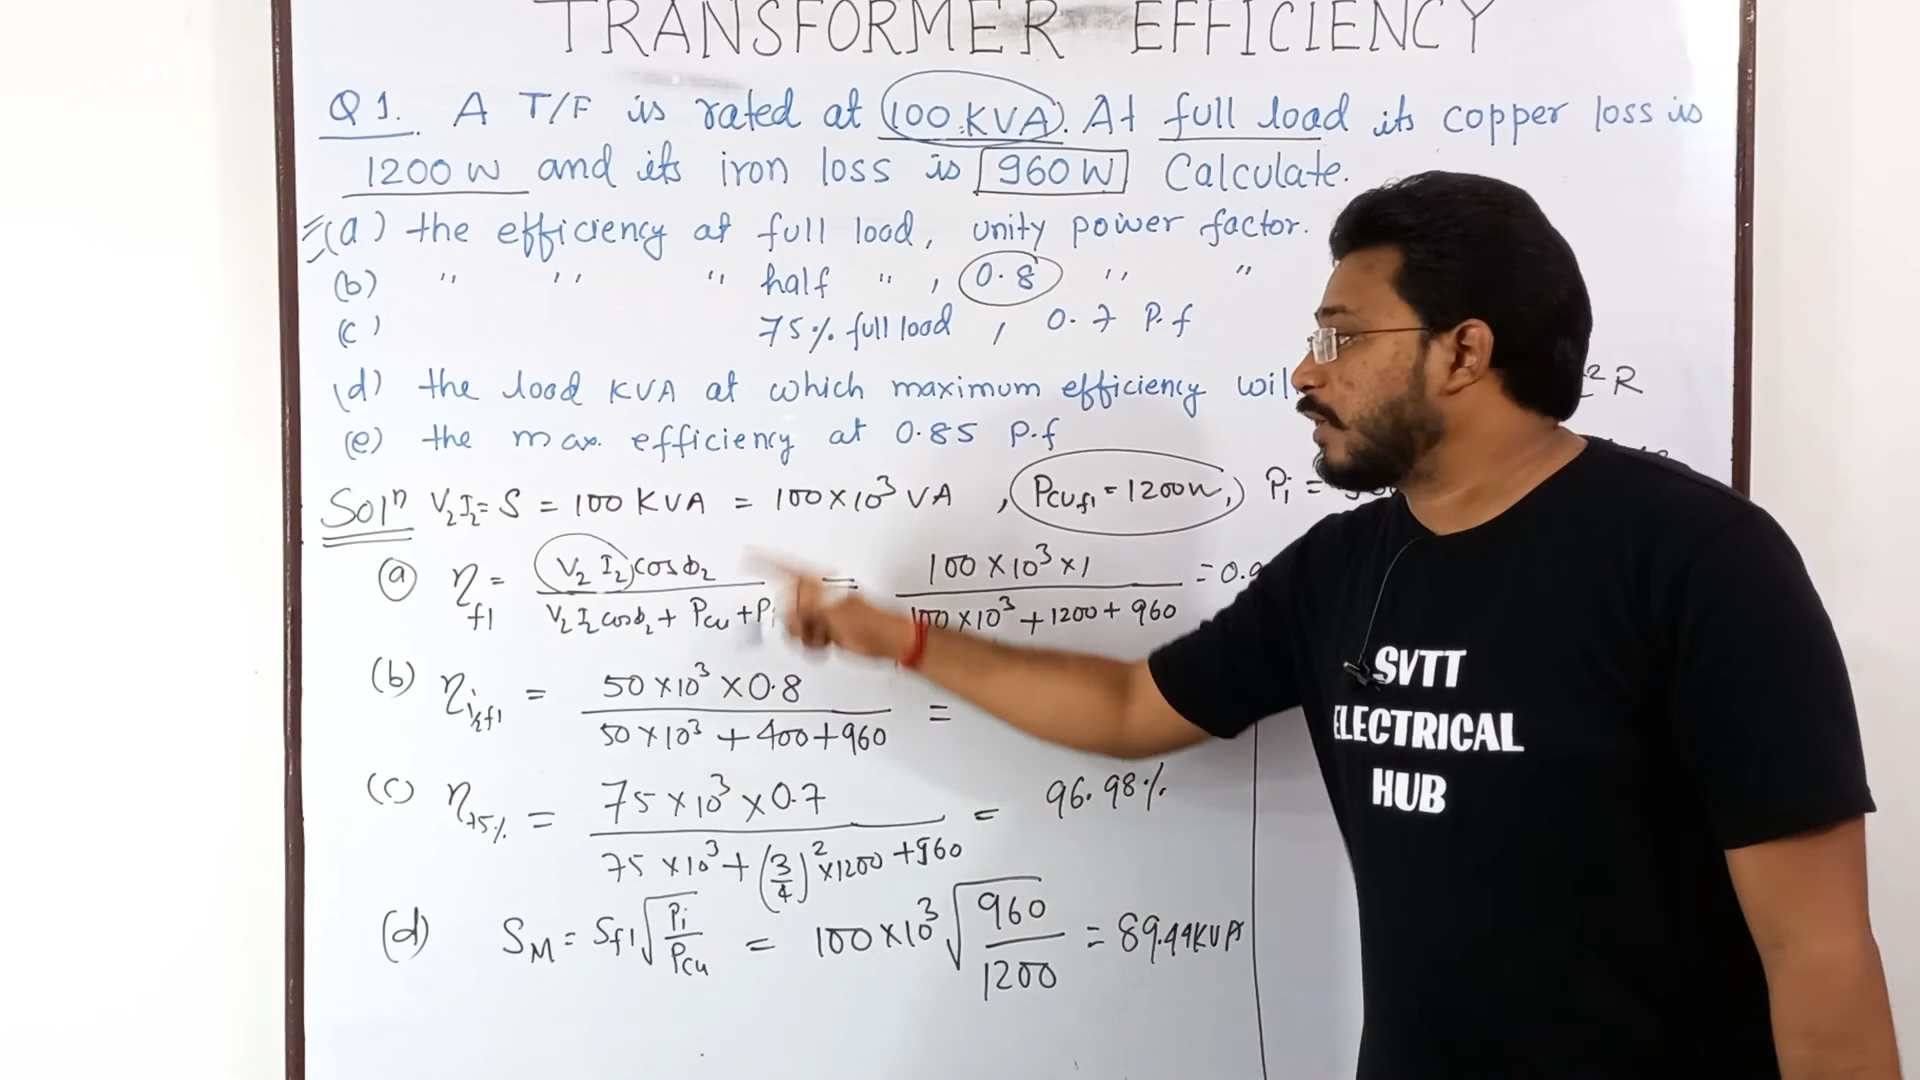 TRANSFORMER EFFICIENCY
Q1. A T/F is rated at 100 KVA. At full load its copper loss is
1200 W and its iron loss is 960 W Calculate.
(a) the efficiency at full load, unity power factor.
(b) " " " half " , 0.8 " "
(c) 75% full load , 0.7 P.f
(d) the load KVA at which maximum efficiency
(e) the max. efficiency at 0.85 P.f
²R
Solⁿ V₂I₂= S = 100 KVA = 100×10³ VA , Pcufl = 1200W, Pi =
(a) ηfl = V₂ I₂ cosϕ₂ / V₂ I₂ cosϕ₂ + Pcu + Pi = 100×10³×1 / 100×10³ + 1200 + 960 = 0.9
(b) η½fl = 50×10³×0.8 / 50×10³ + 400 + 960 =
(c) η75% = 75×10³×0.7 / 75×10³ + (3/4)²×1200 + 960 = 96.98%
(d) SM = Sfl √Pi/Pcu = 100×10³ √960/1200 = 89.44KVA
SVTT
ELECTRICAL
HUB